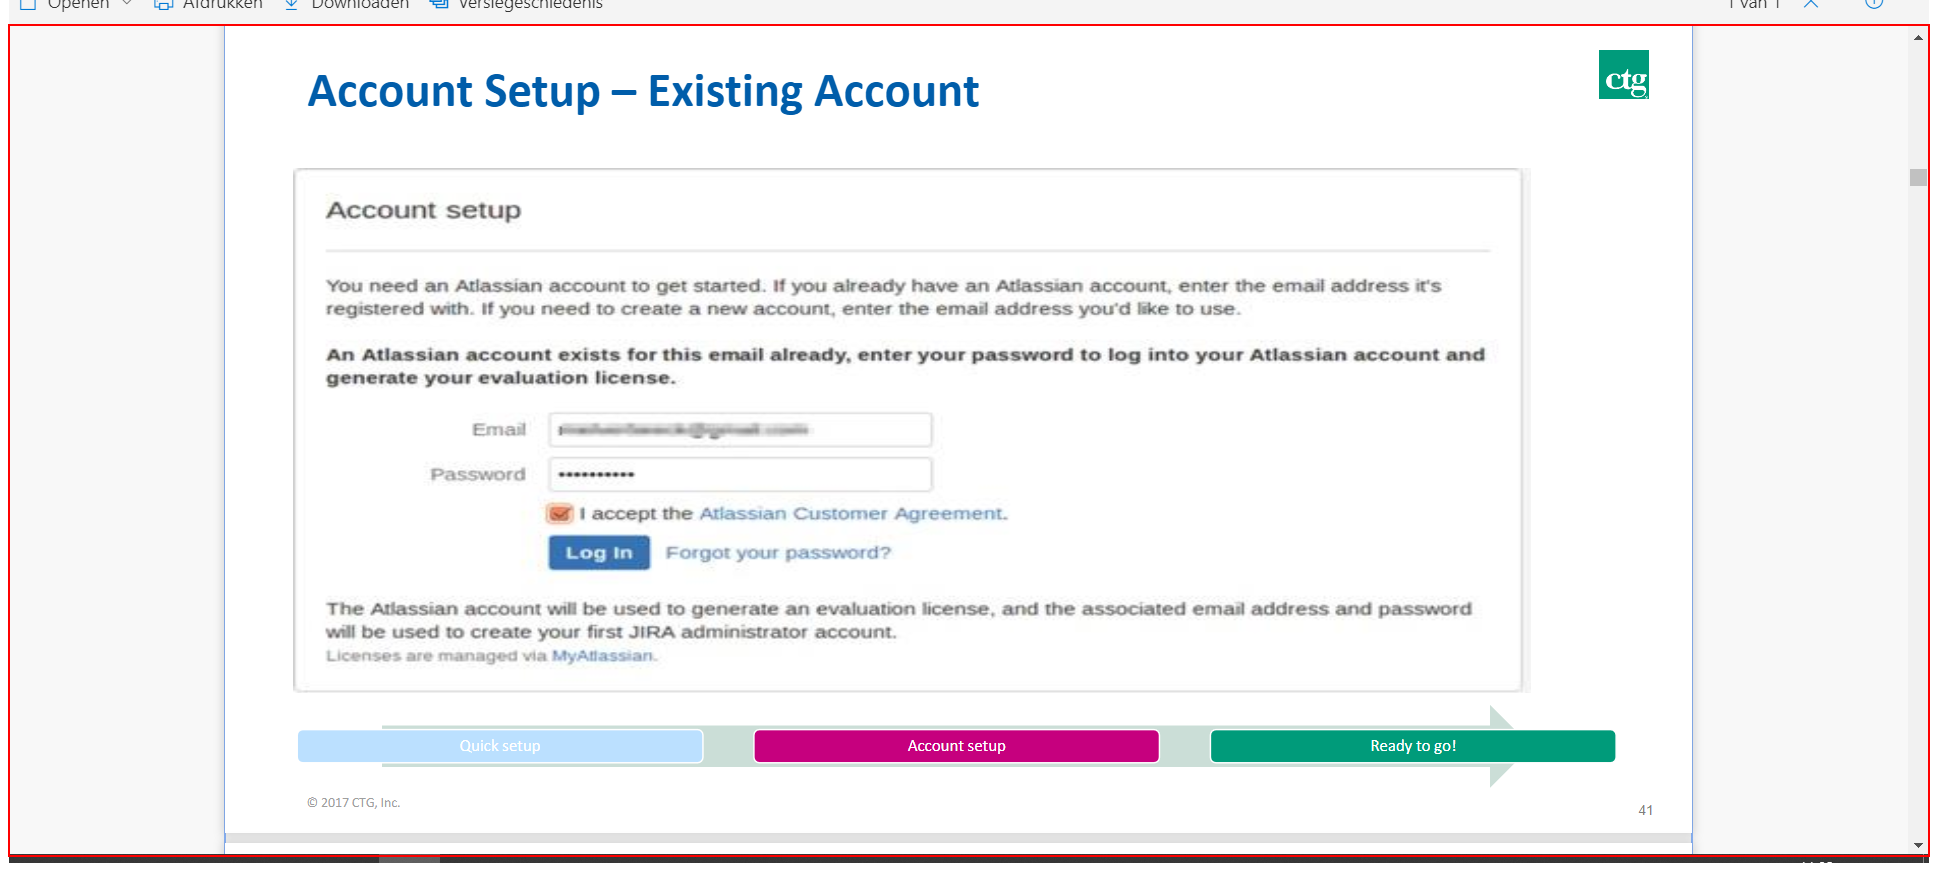 Openen Afdrukken Downloaden Versiegeschiedenis 1 van 1
Account Setup – Existing Account
ctg
Account setup
You need an Atlassian account to get started. If you already have an Atlassian account, enter the email address it's
registered with. If you need to create a new account, enter the email address you'd like to use.
An Atlassian account exists for this email already, enter your password to log into your Atlassian account and
generate your evaluation license.
Email
Password ••••••••••
I accept the Atlassian Customer Agreement.
Log In Forgot your password?
The Atlassian account will be used to generate an evaluation license, and the associated email address and password
will be used to create your first JIRA administrator account.
Licenses are managed via MyAtlassian.
Quick setup Account setup Ready to go!
© 2017 CTG, Inc.
41